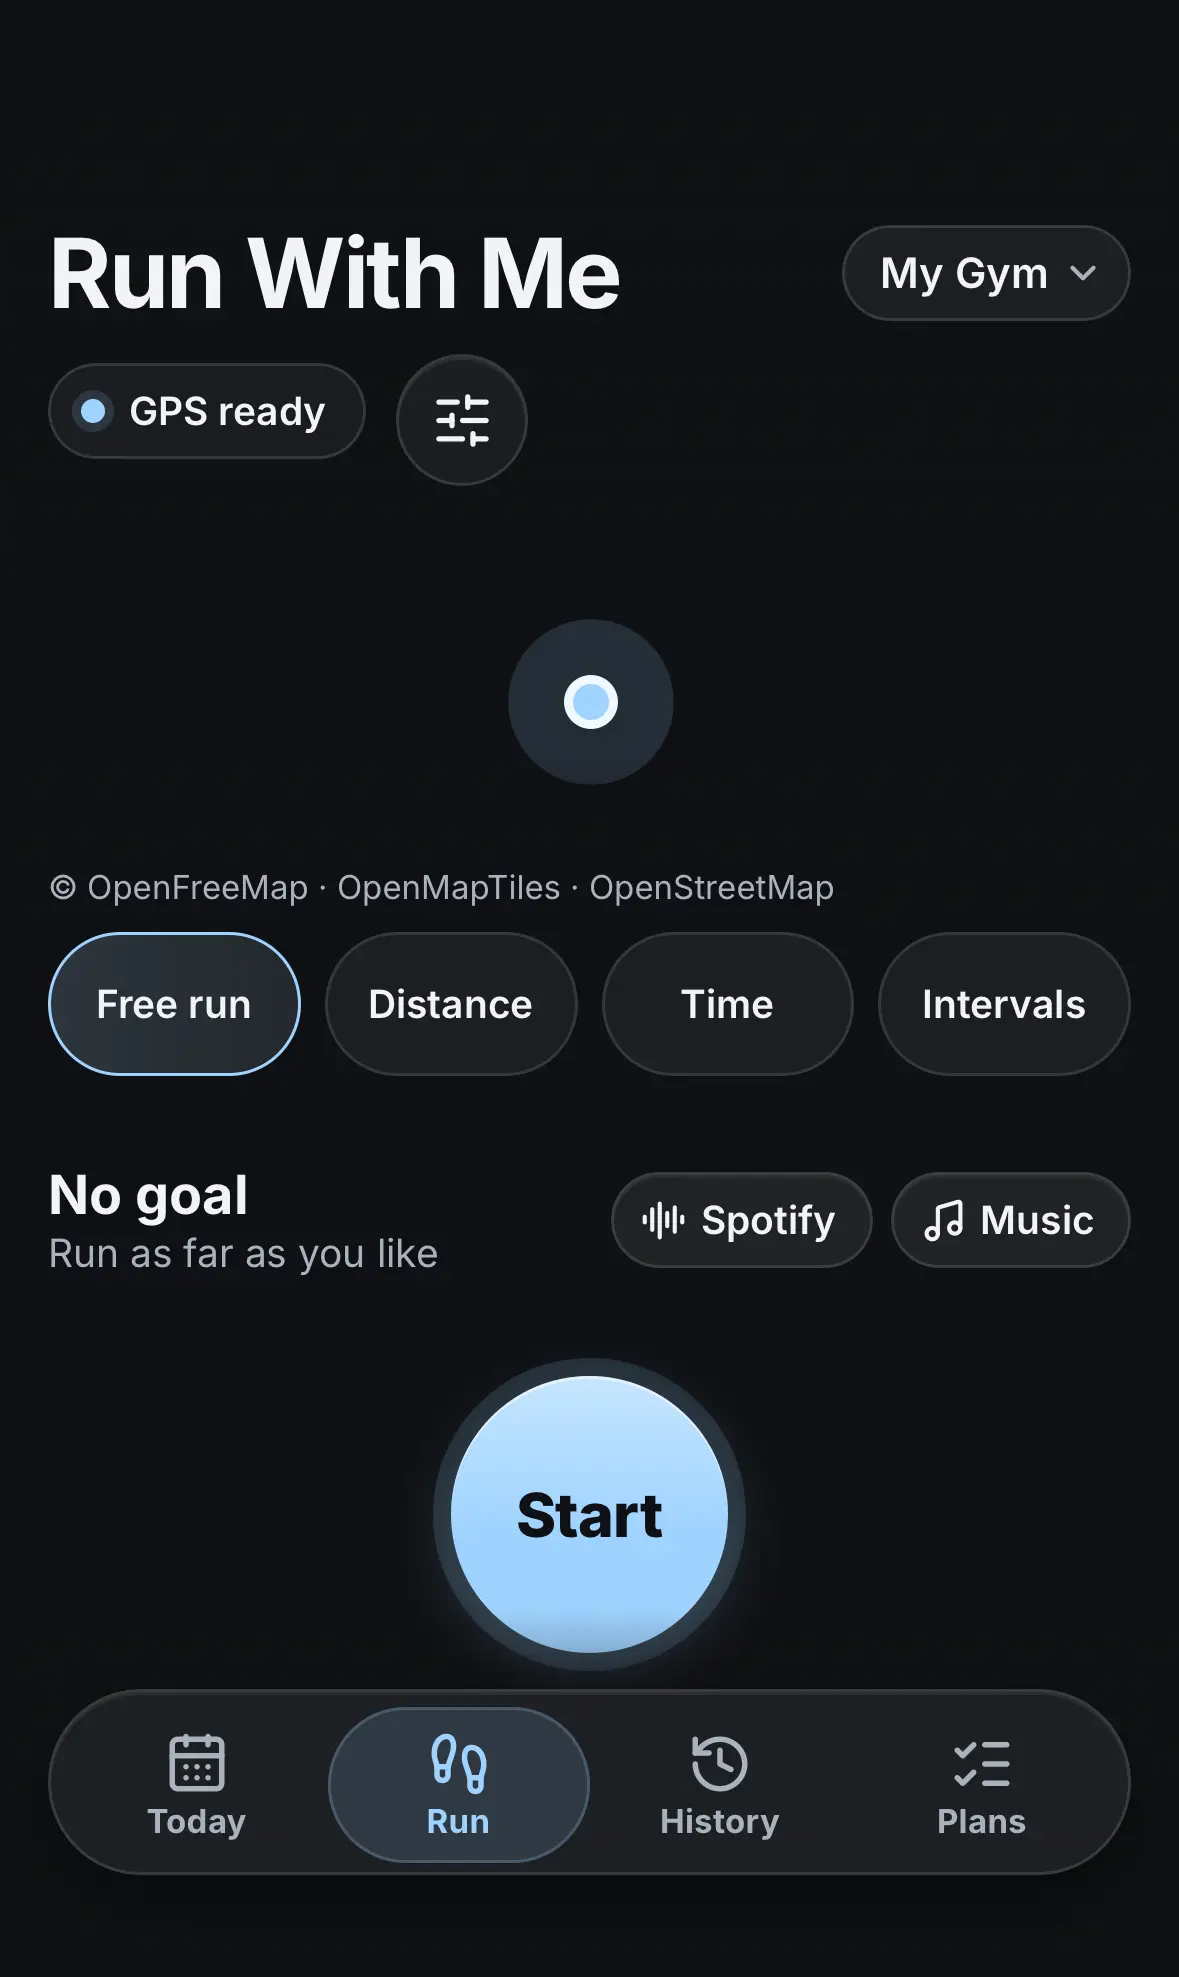 Run With Me
My Gym
GPS ready
© OpenFreeMap · OpenMapTiles · OpenStreetMap
Free run
Distance
Time
Intervals
No goal
Run as far as you like
Spotify
Music
Start
Today
Run
History
Plans